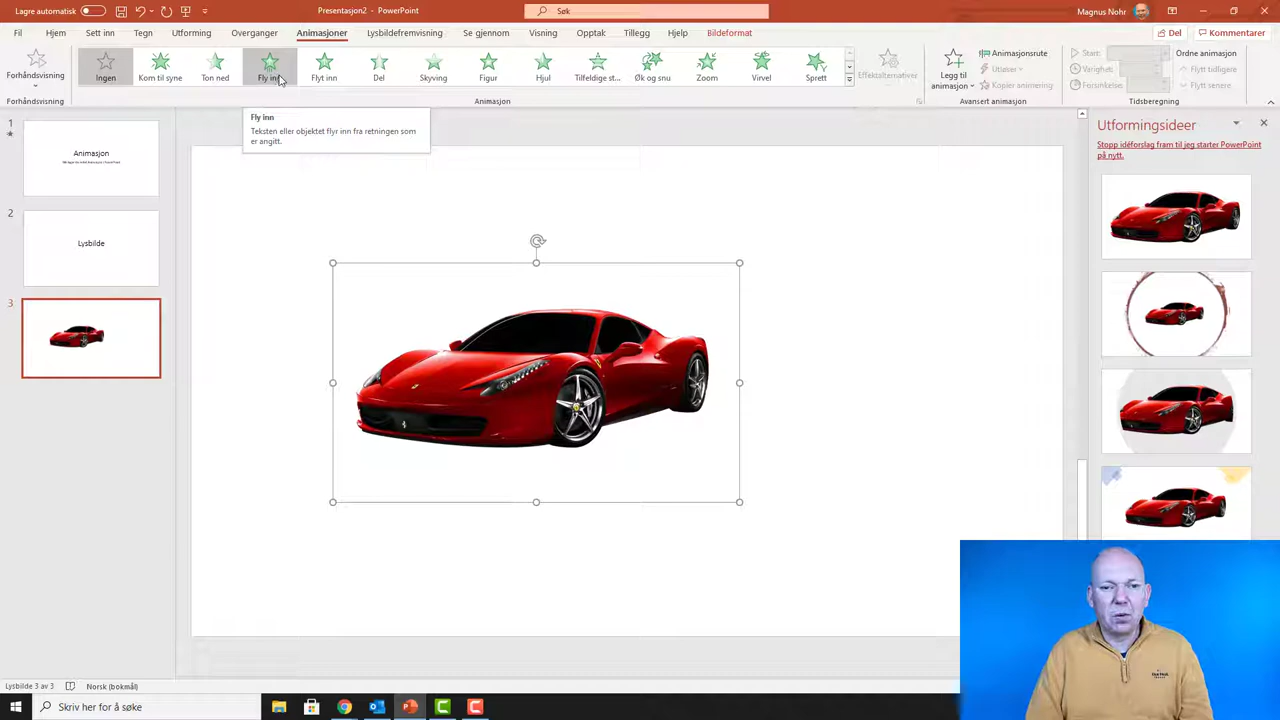 Lagre automatisk
Presentasjon2 - PowerPoint
Søk
Magnus Nohr
Fil
Hjem
Sett inn
Tegn
Utforming
Overganger
Animasjoner
Lysbildefremvisning
Se gjennom
Visning
Opptak
Tillegg
Hjelp
Bildeformat
Del
Kommentarer
Forhåndsvisning
Ingen
Kom til syne
Ton ned
Fly inn
Flyt inn
Del
Skyving
Figur
Hjul
Tilfeldige st...
Øk og snu
Zoom
Virvel
Sprett
Effektalternativer
Legg til
animasjon
Animasjonsrute
Utløser
Kopier animering
Start:
Varighet:
Forsinkelse:
Ordne animasjon
Flytt tidligere
Flytt senere
Forhåndsvisning
Animasjon
Avansert animasjon
Tidsberegning
Fly inn
Teksten eller objektet flyr inn fra retningen som
er angitt.
1
Animasjon
2
Lysbilde
3
Utformingsideer
Stopp idéforslag fram til jeg starter PowerPoint
på nytt.
Lysbilde 3 av 3
Norsk (bokmål)
Skriv her for å søke